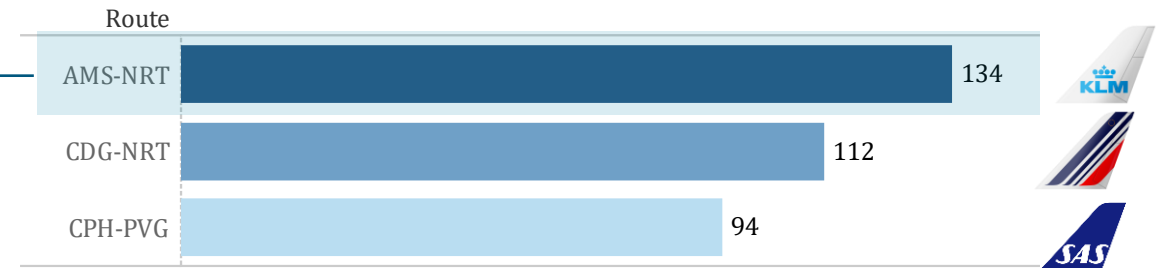 Route
AMS-NRT 134
KLM
CDG-NRT 112
CPH-PVG 94
SAS